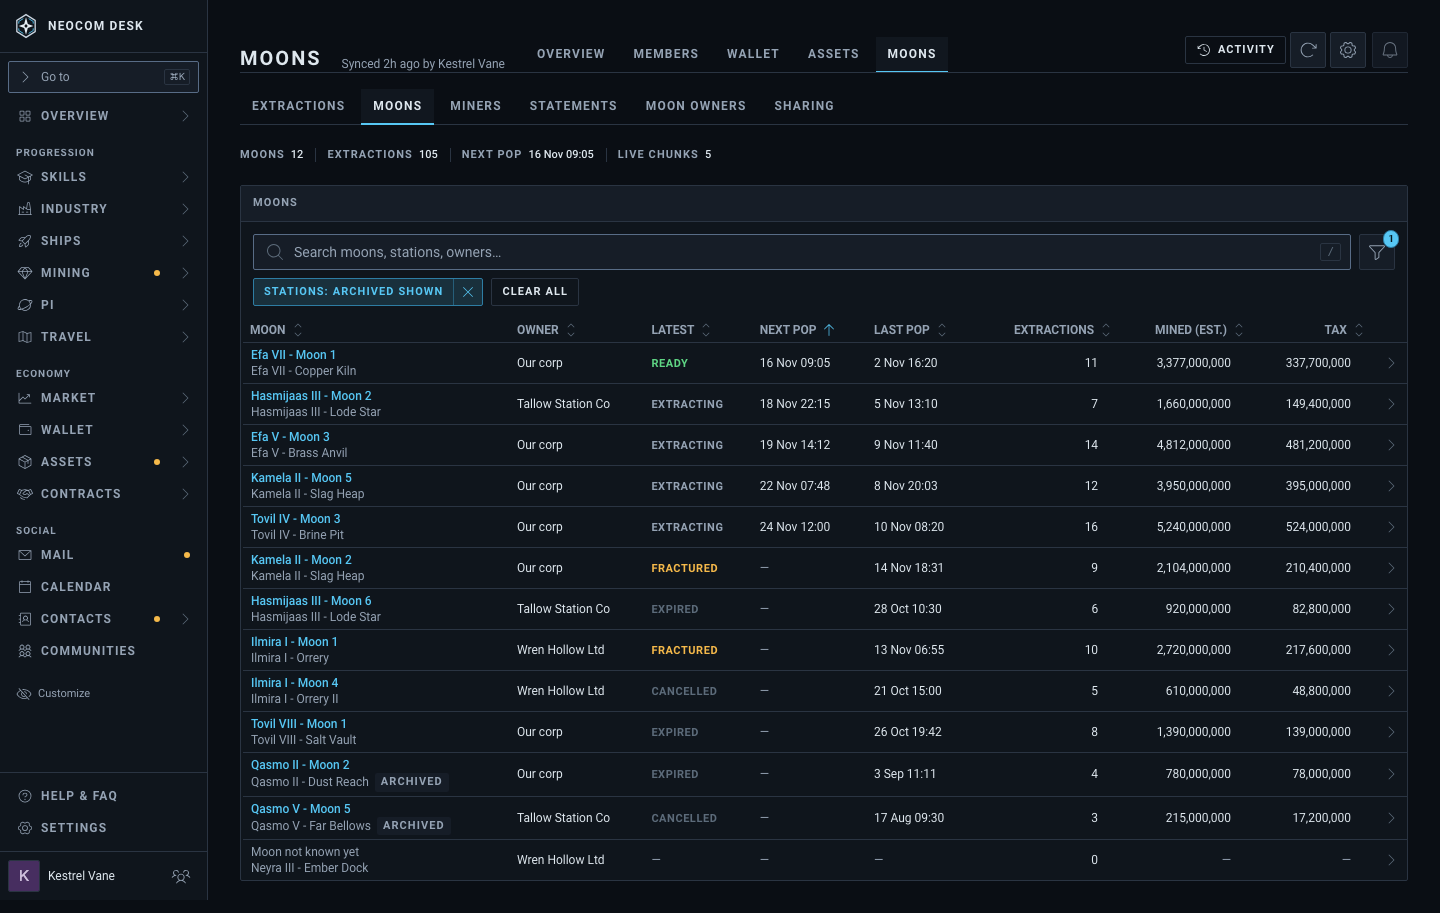 NEOCOM DESK
Go to ⌘K
OVERVIEW
PROGRESSION
SKILLS
INDUSTRY
SHIPS
MINING
PI
TRAVEL
ECONOMY
MARKET
WALLET
ASSETS
CONTRACTS
SOCIAL
MAIL
CALENDAR
CONTACTS
COMMUNITIES
Customize
HELP & FAQ
SETTINGS
K Kestrel Vane
MOONS Synced 2h ago by Kestrel Vane OVERVIEW MEMBERS WALLET ASSETS MOONS ACTIVITY
EXTRACTIONS MOONS MINERS STATEMENTS MOON OWNERS SHARING
MOONS 12 EXTRACTIONS 105 NEXT POP 16 Nov 09:05 LIVE CHUNKS 5
MOONS
Search moons, stations, owners... / 1
STATIONS: ARCHIVED SHOWN CLEAR ALL
MOON OWNER LATEST NEXT POP LAST POP EXTRACTIONS MINED (EST.) TAX
Efa VII - Moon 1
Efa VII - Copper Kiln Our corp READY 16 Nov 09:05 2 Nov 16:20 11 3,377,000,000 337,700,000
Hasmijaas III - Moon 2
Hasmijaas III - Lode Star Tallow Station Co EXTRACTING 18 Nov 22:15 5 Nov 13:10 7 1,660,000,000 149,400,000
Efa V - Moon 3
Efa V - Brass Anvil Our corp EXTRACTING 19 Nov 14:12 9 Nov 11:40 14 4,812,000,000 481,200,000
Kamela II - Moon 5
Kamela II - Slag Heap Our corp EXTRACTING 22 Nov 07:48 8 Nov 20:03 12 3,950,000,000 395,000,000
Tovil IV - Moon 3
Tovil IV - Brine Pit Our corp EXTRACTING 24 Nov 12:00 10 Nov 08:20 16 5,240,000,000 524,000,000
Kamela II - Moon 2
Kamela II - Slag Heap Our corp FRACTURED — 14 Nov 18:31 9 2,104,000,000 210,400,000
Hasmijaas III - Moon 6
Hasmijaas III - Lode Star Tallow Station Co EXPIRED — 28 Oct 10:30 6 920,000,000 82,800,000
Ilmira I - Moon 1
Ilmira I - Orrery Wren Hollow Ltd FRACTURED — 13 Nov 06:55 10 2,720,000,000 217,600,000
Ilmira I - Moon 4
Ilmira I - Orrery II Wren Hollow Ltd CANCELLED — 21 Oct 15:00 5 610,000,000 48,800,000
Tovil VIII - Moon 1
Tovil VIII - Salt Vault Our corp EXPIRED — 26 Oct 19:42 8 1,390,000,000 139,000,000
Qasmo II - Moon 2
Qasmo II - Dust Reach ARCHIVED Our corp EXPIRED — 3 Sep 11:11 4 780,000,000 78,000,000
Qasmo V - Moon 5
Qasmo V - Far Bellows ARCHIVED Tallow Station Co CANCELLED — 17 Aug 09:30 3 215,000,000 17,200,000
Moon not known yet
Neyra III - Ember Dock Wren Hollow Ltd — — — 0 — —